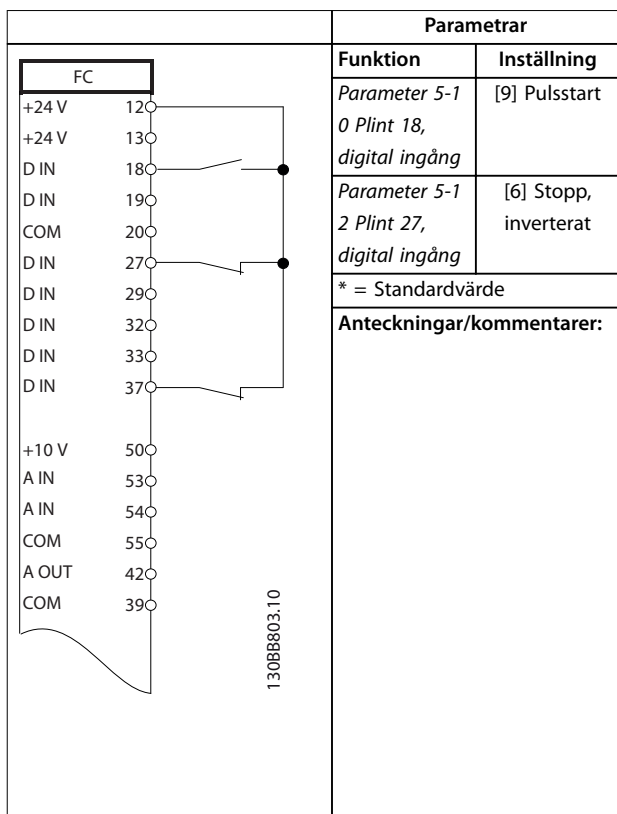 FC
+24 V 12
+24 V 13
D IN 18
D IN 19
COM 20
D IN 27
D IN 29
D IN 32
D IN 33
D IN 37
+10 V 50
A IN 53
A IN 54
COM 55
A OUT 42
COM 39
130BB803.10
Parametrar
Funktion Inställning
Parameter 5-1 [9] Pulsstart
0 Plint 18,
digital ingång
Parameter 5-1 [6] Stopp,
2 Plint 27, inverterat
digital ingång
* = Standardvärde
Anteckningar/kommentarer: